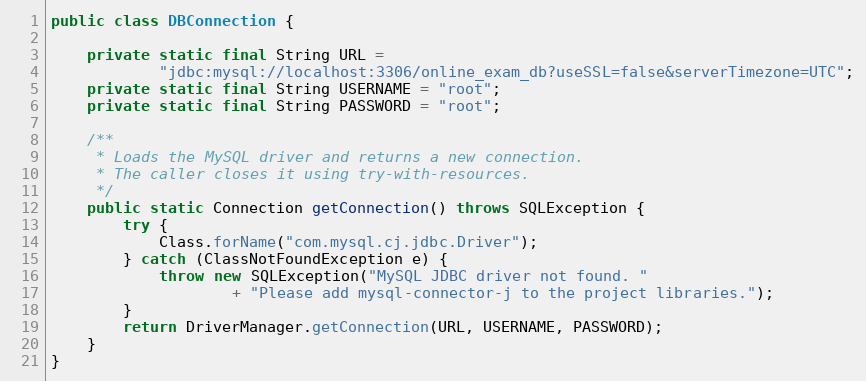 1 public class DBConnection {
2
3     private static final String URL =
4             "jdbc:mysql://localhost:3306/online_exam_db?useSSL=false&serverTimezone=UTC";
5     private static final String USERNAME = "root";
6     private static final String PASSWORD = "root";
7
8     /**
9      * Loads the MySQL driver and returns a new connection.
10      * The caller closes it using try-with-resources.
11      */
12     public static Connection getConnection() throws SQLException {
13         try {
14             Class.forName("com.mysql.cj.jdbc.Driver");
15         } catch (ClassNotFoundException e) {
16             throw new SQLException("MySQL JDBC driver not found. "
17                     + "Please add mysql-connector-j to the project libraries.");
18         }
19         return DriverManager.getConnection(URL, USERNAME, PASSWORD);
20     }
21 }